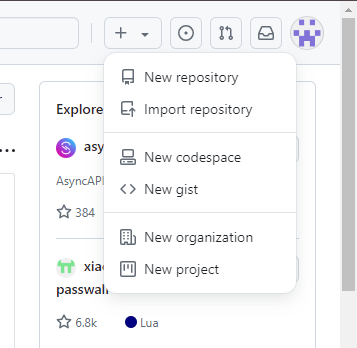 New repository
Import repository
New codespace
New gist
New organization
New project
Explore
asy
AsyncAPI
384
xiao
passwall
6.8k
Lua